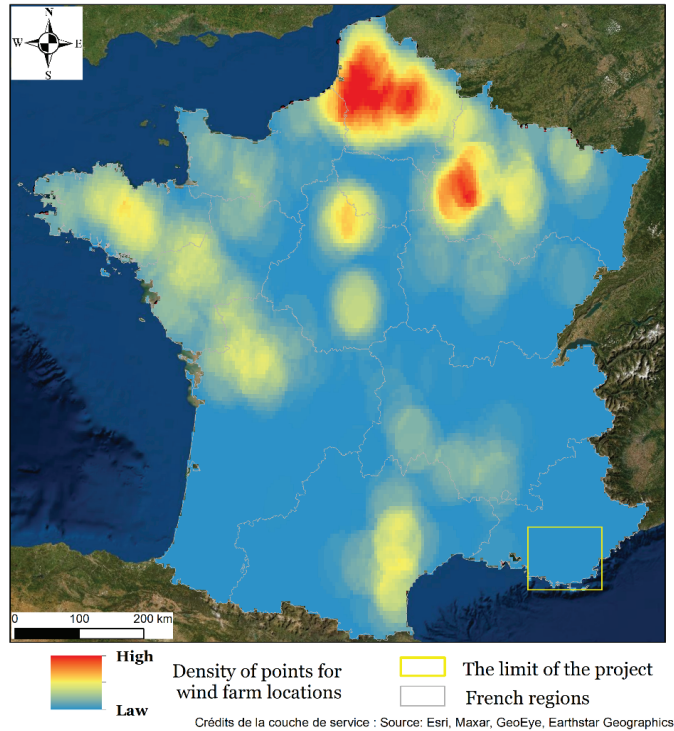 N
W E
S
0 100 200 km
High
Law
Density of points for
wind farm locations
The limit of the project
French regions
Crédits de la couche de service : Source: Esri, Maxar, GeoEye, Earthstar Geographics